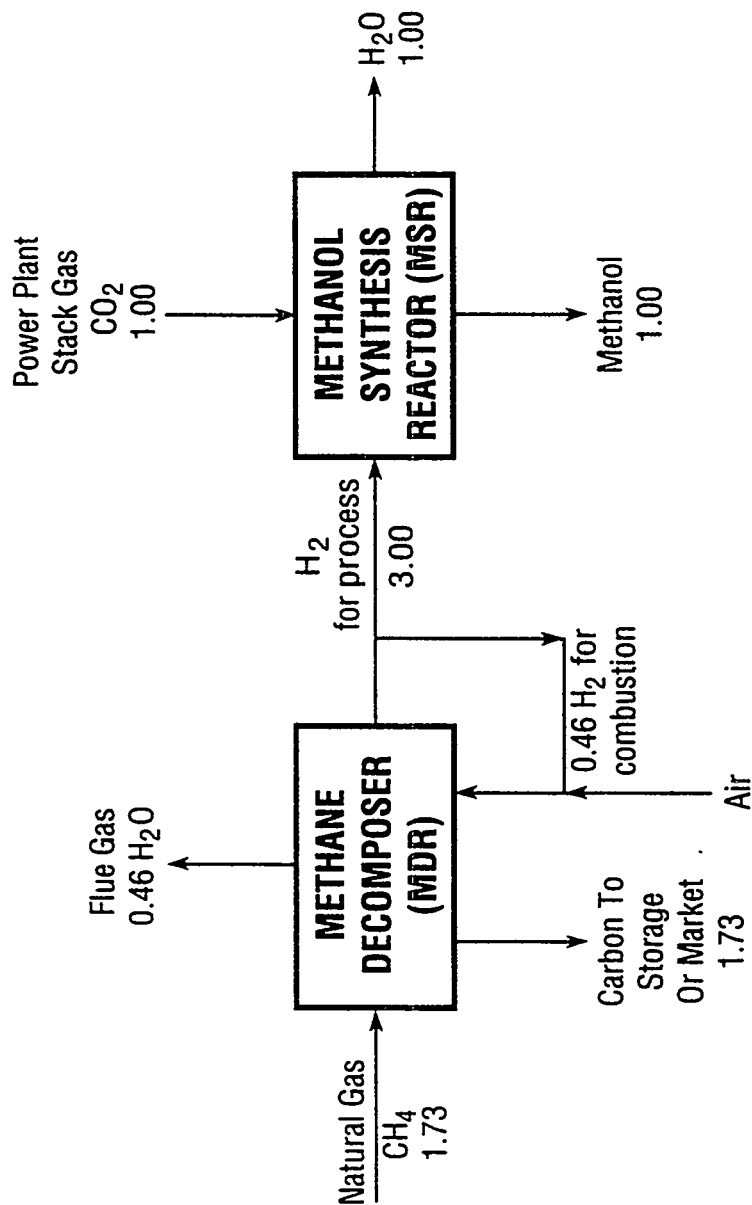 Natural Gas
CH₄
1.73
METHANE
DECOMPOSER
(MDR)
Flue Gas
0.46 H₂O
Carbon To
Storage
Or Market
1.73
Air
0.46 H₂ for
combustion
H₂
for process
3.00
METHANOL
SYNTHESIS
REACTOR (MSR)
Power Plant
Stack Gas
CO₂
1.00
Methanol
1.00
H₂O
1.00